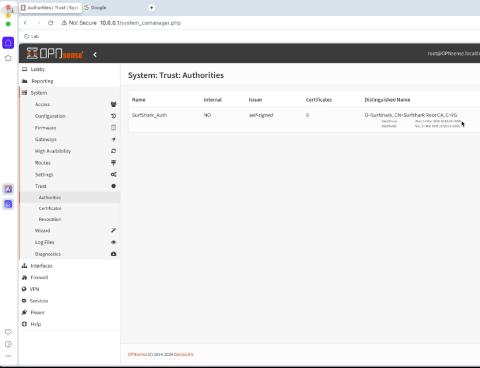 Authorities | Trust | Sys
Google
Not Secure 10.0.0.1/system_camanager.php
Lab
OPNsense
root@OPNsense.locald
Lobby
Reporting
System
Access
Configuration
Firmware
Gateways
High Availability
Routes
Settings
Trust
Authorities
Certificates
Revocation
Wizard
Log Files
Diagnostics
Interfaces
Firewall
VPN
Services
Power
Help
System: Trust: Authorities
Name Internal Issuer Certificates Distinguished Name
SurfShark_Auth NO self-signed 0 O=Surfshark, CN=Surfshark Root CA, C=VG
OPNsense (c) 2014-2024 Deciso B.V.